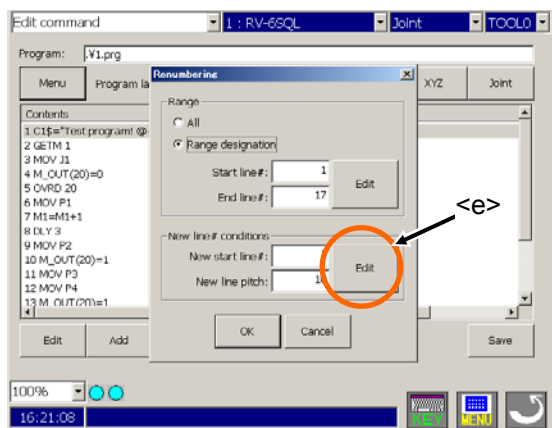 Edit command 1 : RV-6SQL Joint TOOL0
Program: .¥1.prg
Menu Program la XYZ Joint
Renumbering
Range
All
Range designation
Start line#: 1
End line#: 17
Edit
New line# conditions
New start line#:
New line pitch: 1
Edit
OK Cancel
<e>
Contents
1 C1$="Test program! @
2 GETM 1
3 MOV J1
4 M_OUT(20)=0
5 OVRD 20
6 MOV P1
7 M1=M1+1
8 DLY 3
9 MOV P2
10 M_OUT(20)=1
11 MOV P3
12 MOV P4
13 M_OUT(20)=1
Edit Add Save
100%
16:21:08
KEY MENU